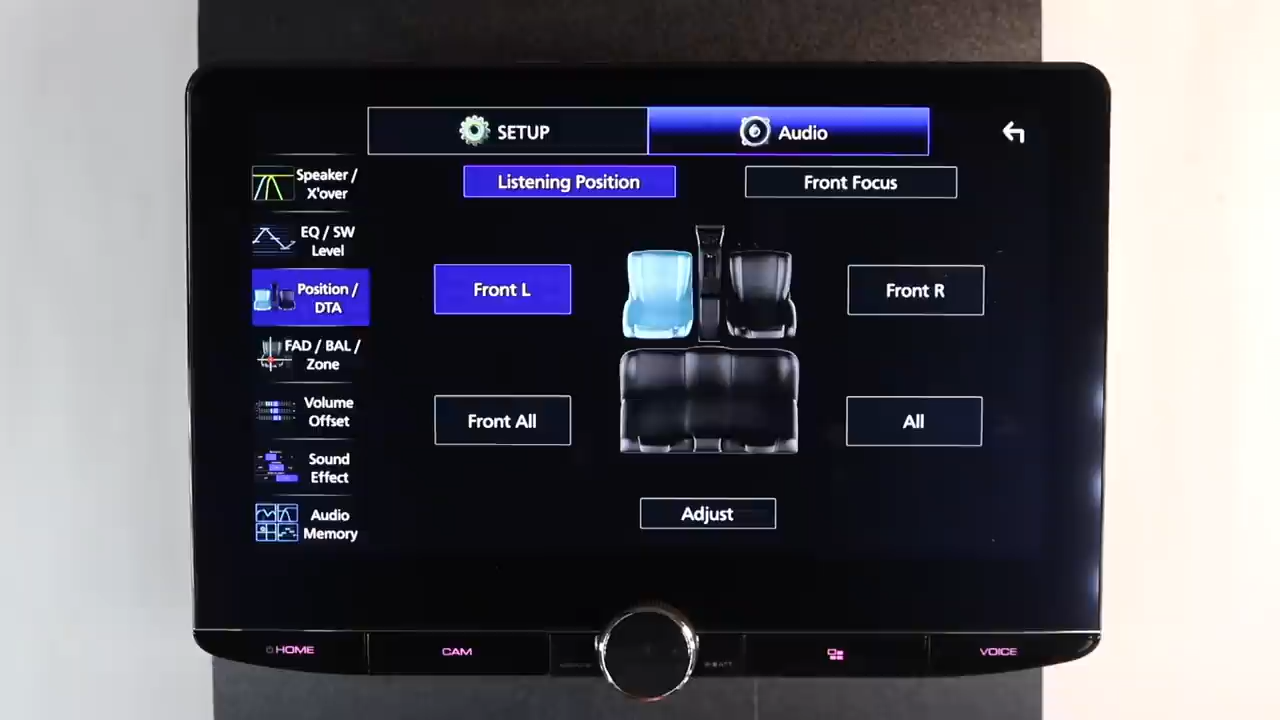 SETUP
Audio
Listening Position
Front Focus
Speaker /
X'over
EQ / SW
Level
Position /
DTA
FAD / BAL /
Zone
Volume
Offset
Sound
Effect
Audio
Memory
Front L
Front R
Front All
All
Adjust
HOME
CAM
VOICE